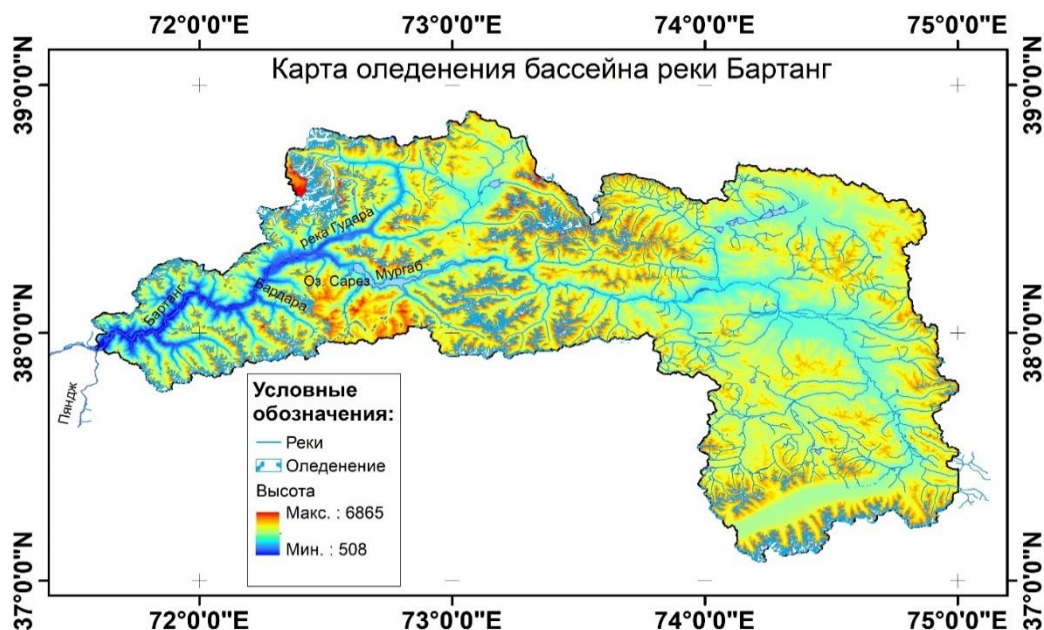 72°0'0"E 73°0'0"E 74°0'0"E 75°0'0"E
Карта оледенения бассейна реки Бартанг
39°0'0"N 39°0'0"N
река Гудара
Оз. Сарез Мургаб
Бардара
Бартанг
38°0'0"N 38°0'0"N
Пяндж
Условные
обозначения:
Реки
Оледенение
Высота
Макс. : 6865
Мин. : 508
37°0'0"N 37°0'0"N
72°0'0"E 73°0'0"E 74°0'0"E 75°0'0"E